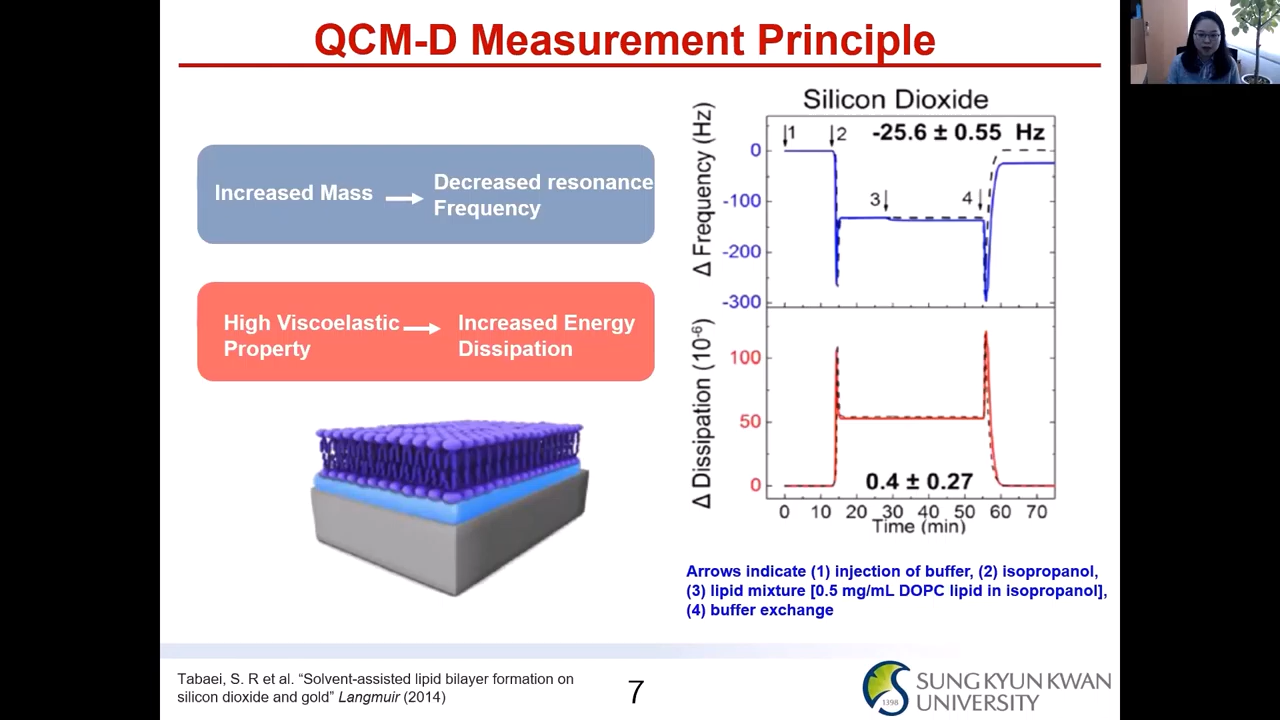 QCM-D Measurement Principle
Increased Mass
Decreased resonance
Frequency
High Viscoelastic
Property
Increased Energy
Dissipation
Silicon Dioxide
-25.6 ± 0.55 Hz
1
2
3
4
Δ Frequency (Hz)
0
-100
-200
-300
Δ Dissipation (10⁻⁶)
100
50
0
0.4 ± 0.27
0 10 20 30 40 50 60 70
Time (min)
Arrows indicate (1) injection of buffer, (2) isopropanol,
(3) lipid mixture [0.5 mg/mL DOPC lipid in isopropanol],
(4) buffer exchange
Tabaei, S. R et al. “Solvent-assisted lipid bilayer formation on
silicon dioxide and gold” Langmuir (2014)
7
1398
SUNG KYUN KWAN
UNIVERSITY